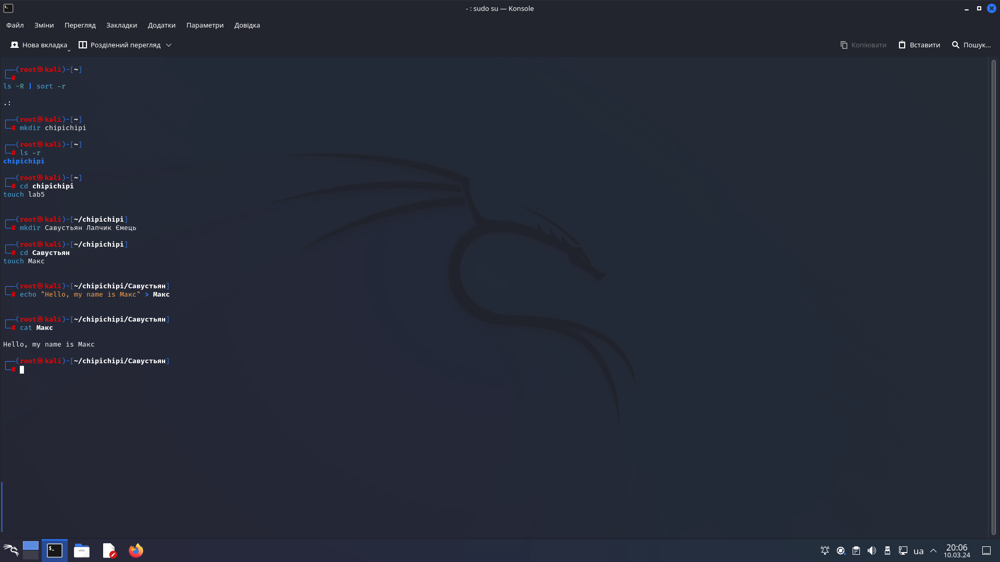 - : sudo su — Konsole
Файл Зміни Перегляд Закладки Додатки Параметри Довідка
Нова вкладка Розділений перегляд Копіювати Вставити Пошук...
┌──(root㉿kali)-[~]
└─#
ls -R | sort -r
.:
┌──(root㉿kali)-[~]
└─# mkdir chipichipi
┌──(root㉿kali)-[~]
└─# ls -r
chipichipi
┌──(root㉿kali)-[~]
└─# cd chipichipi
touch lab5
┌──(root㉿kali)-[~/chipichipi]
└─# mkdir Савустьян Лапчик Ємець
┌──(root㉿kali)-[~/chipichipi]
└─# cd Савустьян
touch Макс
┌──(root㉿kali)-[~/chipichipi/Савустьян]
└─# echo "Hello, my name is Макс" > Макс
┌──(root㉿kali)-[~/chipichipi/Савустьян]
└─# cat Макс
Hello, my name is Макс
┌──(root㉿kali)-[~/chipichipi/Савустьян]
└─#
ua 20:06
10.03.24